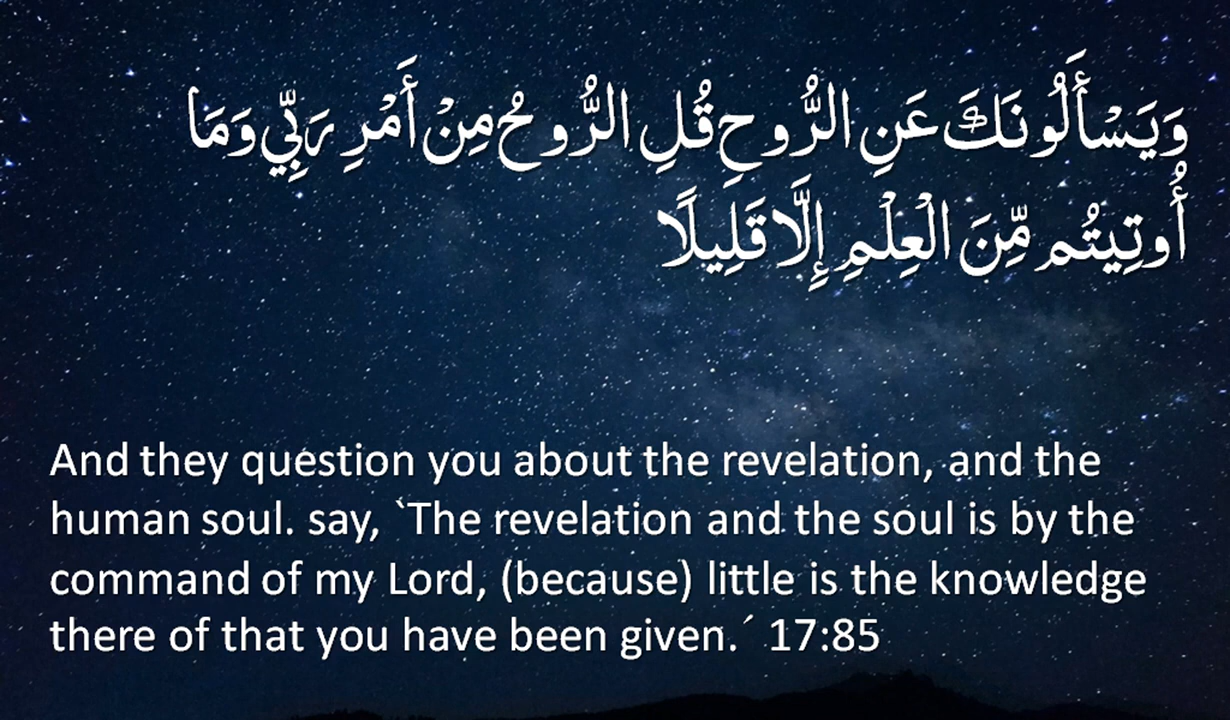 وَيَسْأَلُونَكَ عَنِ الرُّوحِ قُلِ الرُّوحُ مِنْ أَمْرِ رَبِّي وَمَا
أُوتِيتُم مِّنَ الْعِلْمِ إِلَّا قَلِيلًا
And they question you about the revelation, and the
human soul. say, `The revelation and the soul is by the
command of my Lord, (because) little is the knowledge
there of that you have been given.´ 17:85